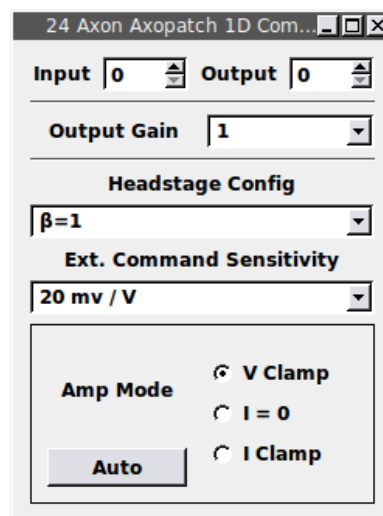 24 Axon Axopatch 1D Com...
Input 0 Output 0
Output Gain 1
Headstage Config
β=1
Ext. Command Sensitivity
20 mv / V
V Clamp
Amp Mode
I = 0
I Clamp
Auto